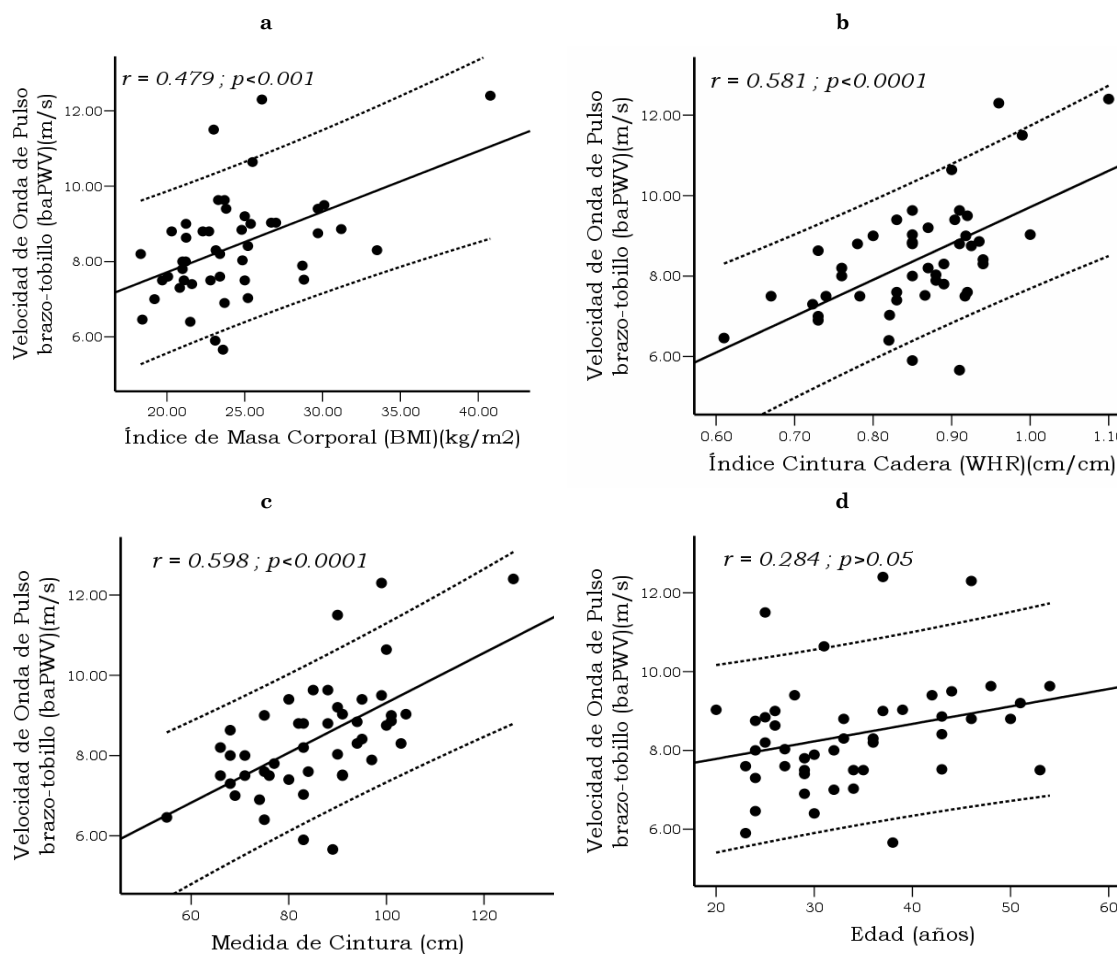 a
r = 0.479 ; p<0.001
Velocidad de Onda de Pulso
brazo-tobillo (baPWV)(m/s)
12.00
10.00
8.00
6.00
20.00 25.00 30.00 35.00 40.00
Índice de Masa Corporal (BMI)(kg/m2)
b
r = 0.581 ; p<0.0001
Velocidad de Onda de Pulso
brazo-tobillo (baPWV)(m/s)
12.00
10.00
8.00
6.00
0.60 0.70 0.80 0.90 1.00 1.10
Índice Cintura Cadera (WHR)(cm/cm)
c
r = 0.598 ; p<0.0001
Velocidad de Onda de Pulso
brazo-tobillo (baPWV)(m/s)
12.00
10.00
8.00
6.00
60 80 100 120
Medida de Cintura (cm)
d
r = 0.284 ; p>0.05
Velocidad de Onda de Pulso
brazo-tobillo (baPWV)(m/s)
12.00
10.00
8.00
6.00
20 30 40 50 60
Edad (años)